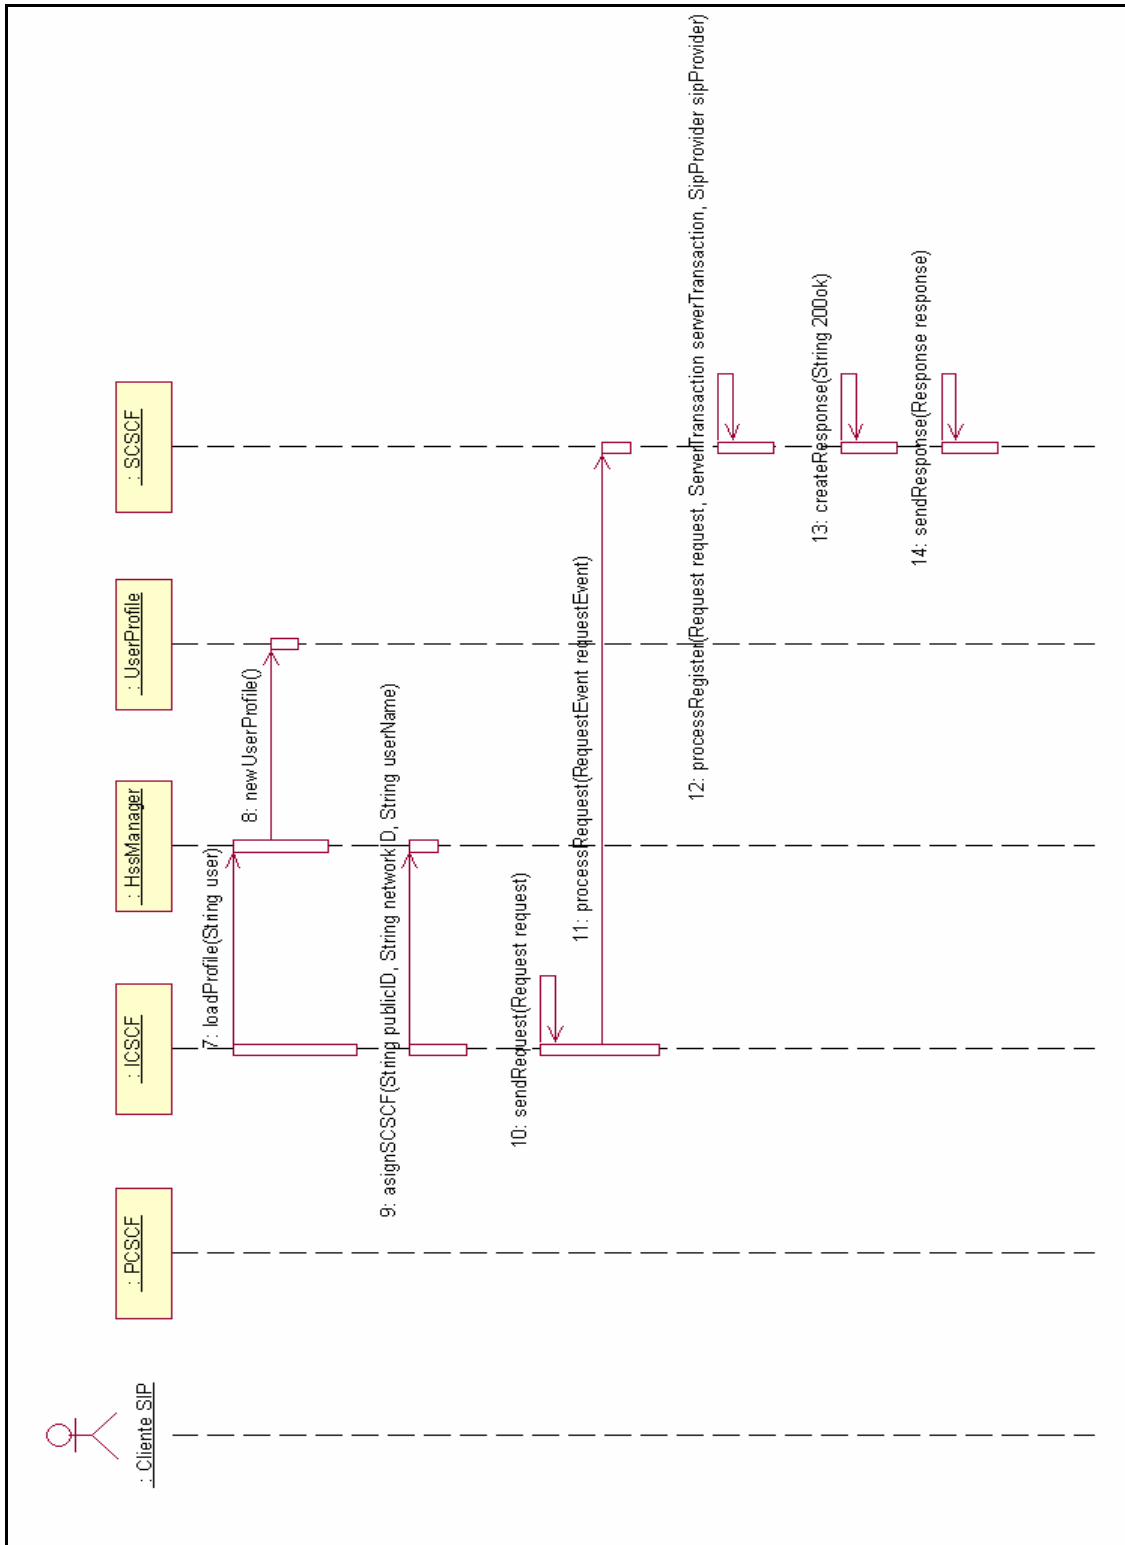 : Cliente SIP
: PCSCF
: ICSCF
: HssManager
: UserProfile
: SCSCF
7: loadProfile(String user)
8: newUserProfile()
9: asignSCSCF(String publicID, String networkID, String userName)
10: sendRequest(Request request)
11: processRequest(RequestEvent requestEvent)
12: processRegister(Request request, ServerTransaction serverTransaction, SipProvider sipProvider)
13: createResponse(String 200ok)
14: sendResponse(Response response)